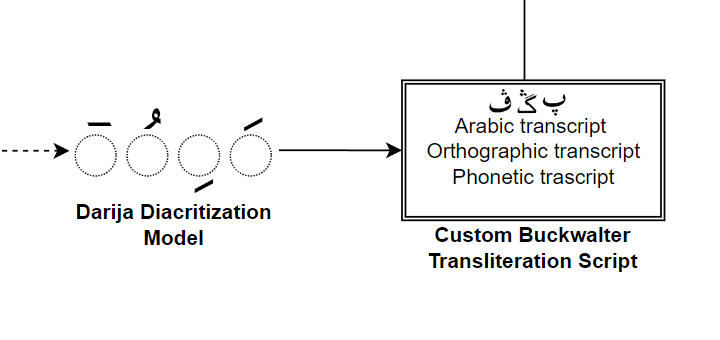 ـَ ـِ ـُ ـ
Darija Diacritization
Model
پ ڭ ڤ
Arabic transcript
Orthographic transcript
Phonetic trascript
Custom Buckwalter
Transliteration Script